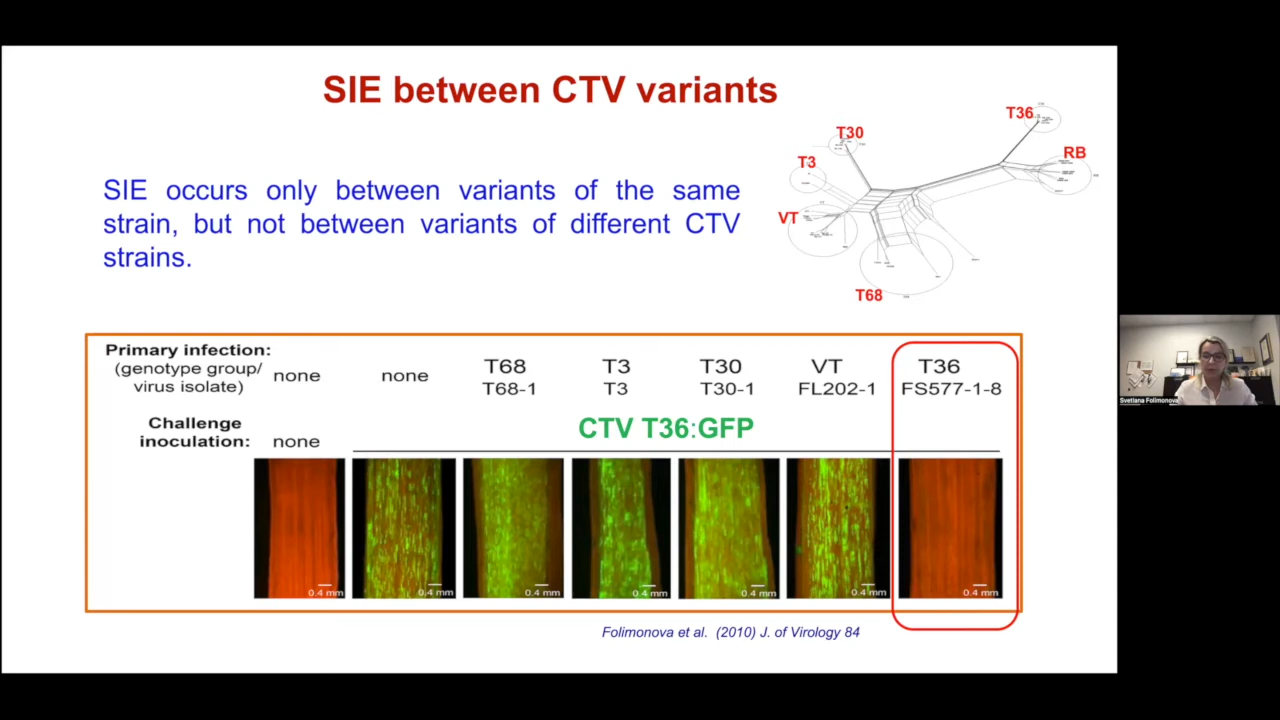 SIE between CTV variants
SIE occurs only between variants of the same
strain, but not between variants of different CTV
strains.
T36
T30
RB
T3
VT
T68
Primary infection:
(genotype group/
virus isolate)
none
none
T68
T68-1
T3
T3
T30
T30-1
VT
FL202-1
T36
FS577-1-8
Challenge
inoculation:
none
CTV T36:GFP
0.4 mm
0.4 mm
0.4 mm
0.4 mm
0.4 mm
0.4 mm
0.4 mm
Folimonova et al. (2010) J. of Virology 84
Svetlana Folimonova